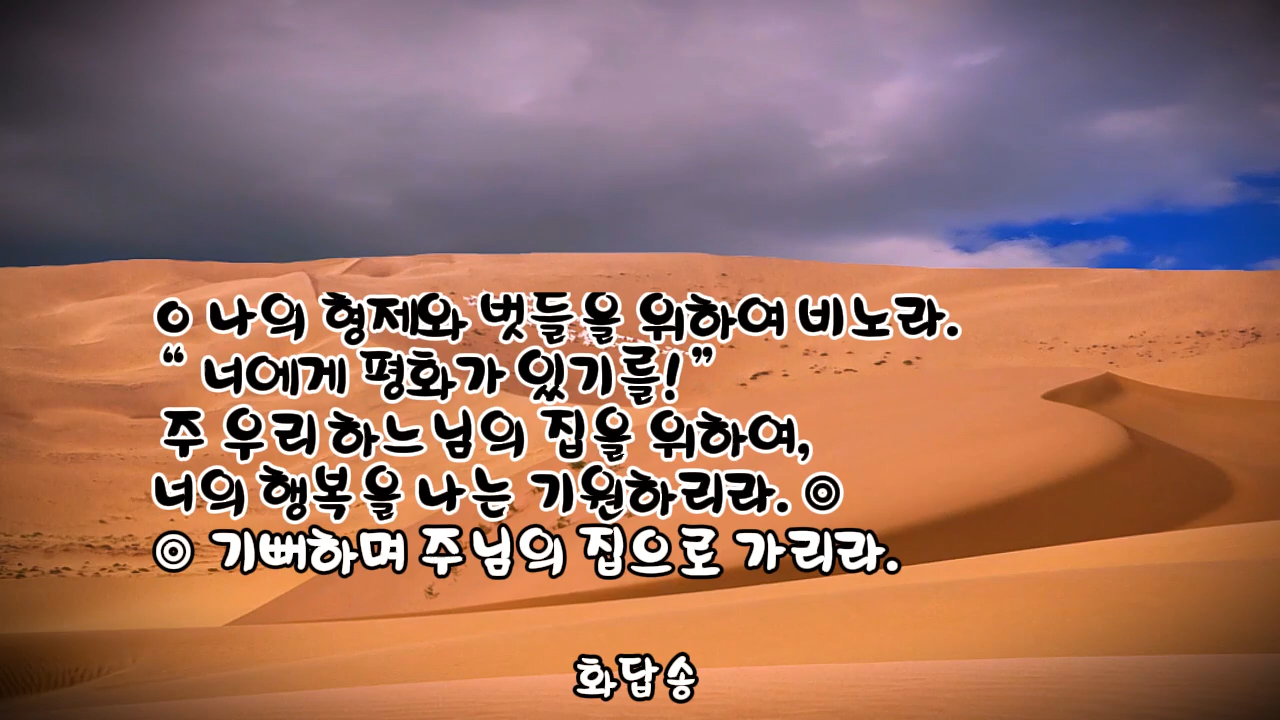 ○ 나의 형제와 벗들을 위하여 비노라.
“ 너에게 평화가 있기를! ”
주 우리 하느님의 집을 위하여,
너의 행복을 나는 기원하리라. ◎
◎ 기뻐하며 주님의 집으로 가리라.
화답송